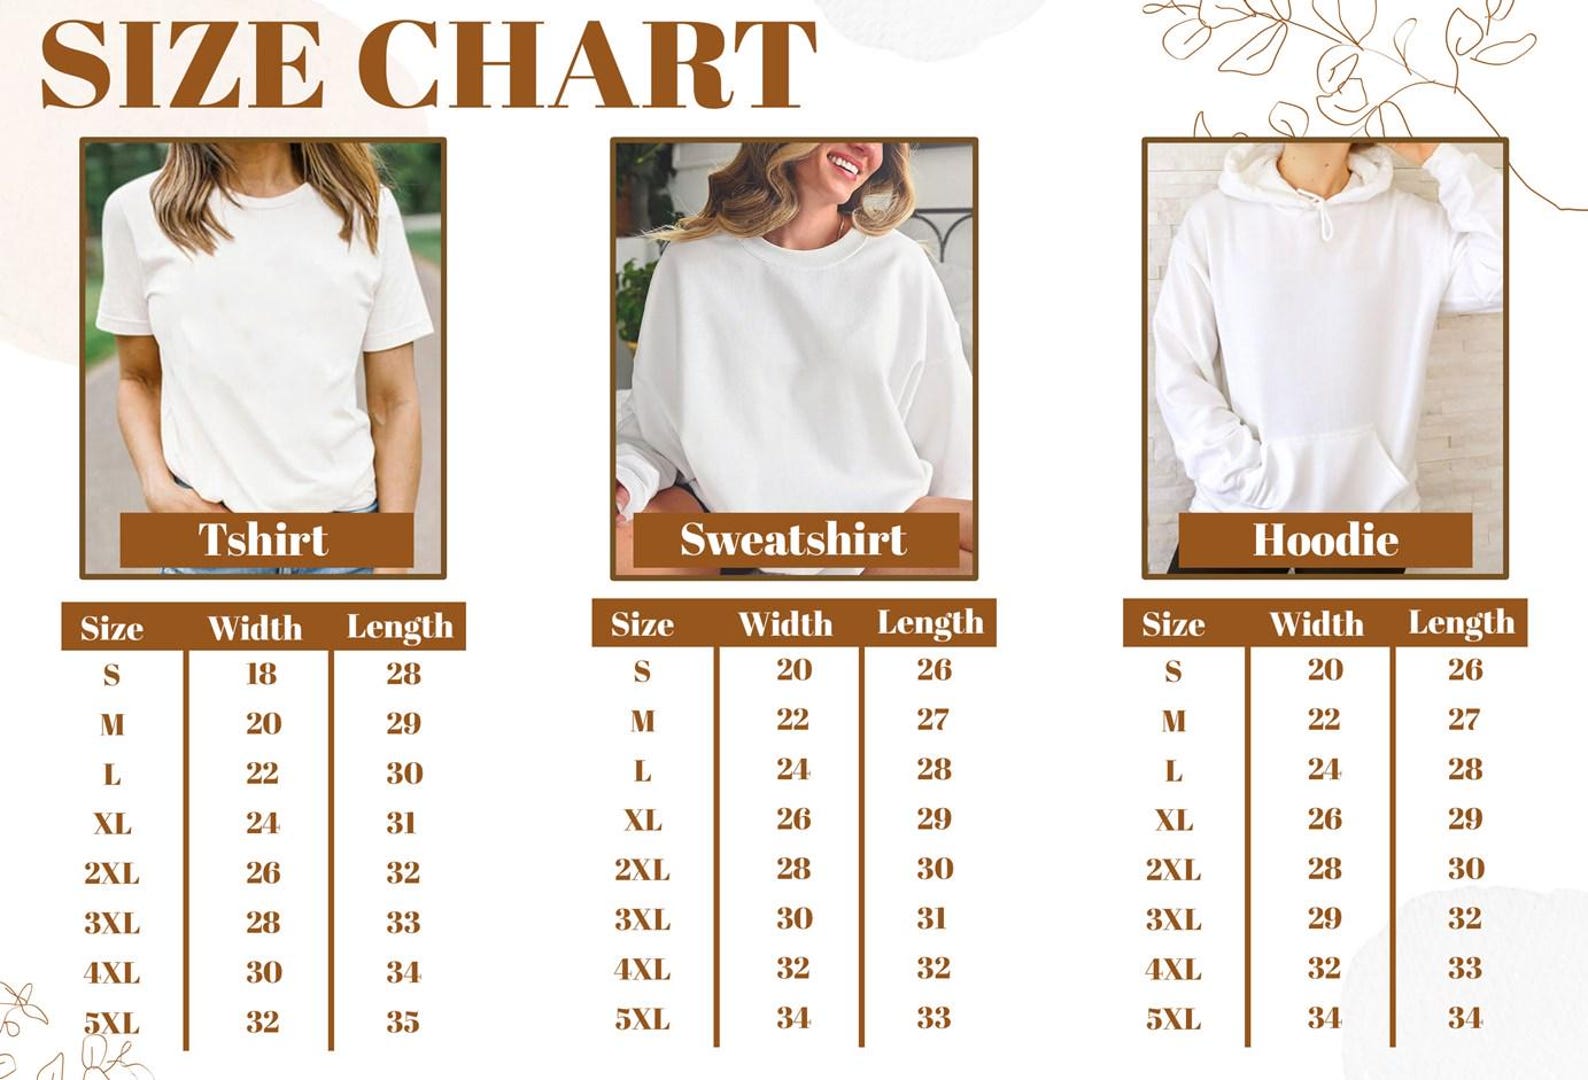 SIZE CHART
Tshirt
Size Width Length
S 18 28
M 20 29
L 22 30
XL 24 31
2XL 26 32
3XL 28 33
4XL 30 34
5XL 32 35
Sweatshirt
Size Width Length
S 20 26
M 22 27
L 24 28
XL 26 29
2XL 28 30
3XL 30 31
4XL 32 32
5XL 34 33
Hoodie
Size Width Length
S 20 26
M 22 27
L 24 28
XL 26 29
2XL 28 30
3XL 29 32
4XL 32 33
5XL 34 34